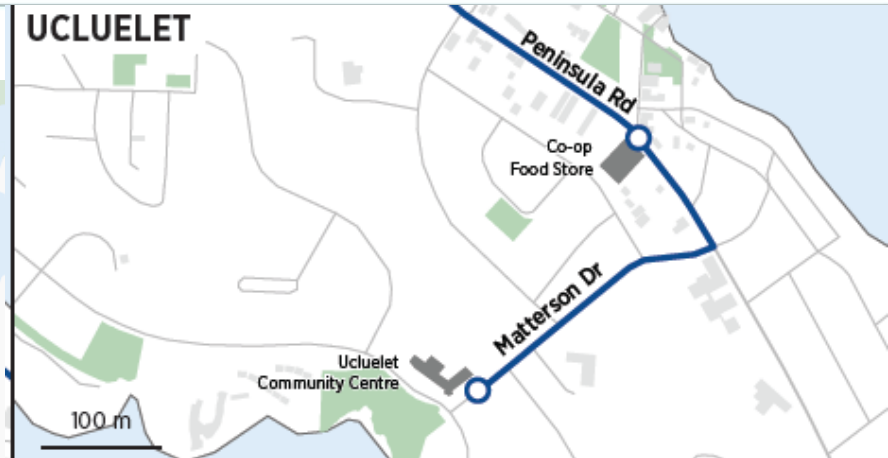 UCLUELET
Peninsula Rd
Co-op
Food Store
Matterson Dr
Ucluelet
Community Centre
100 m